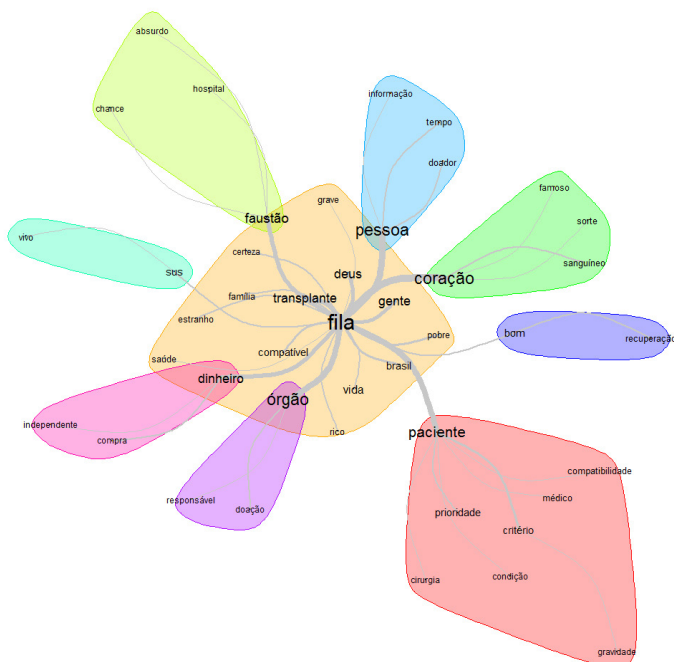 absurdo
hospital
chance
informação
tempo
doador
famoso
sorte
sanguíneo
grave
faustão
pessoa
certeza
vivo
sus
deus
coração
família
transplante
gente
estranho
fila
bom
recuperação
pobre
saúde
compatível
brasil
dinheiro
vida
órgão
independente
compra
rico
paciente
responsável
doação
compatibilidade
médico
prioridade
critério
cirurgia
condição
gravidade